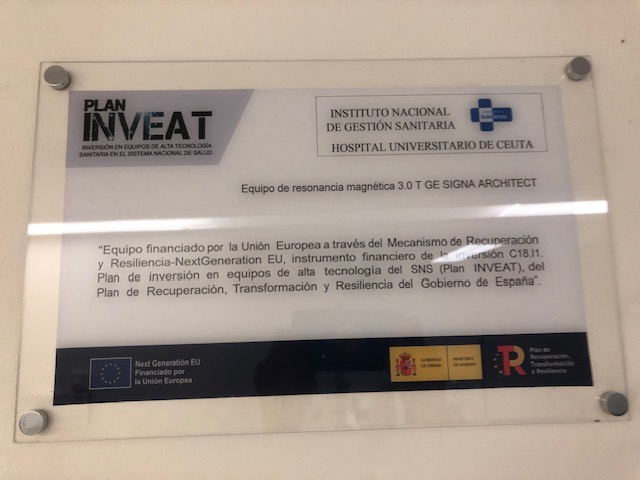 PLAN
INVEAT
INVERSIÓN EN EQUIPOS DE ALTA TECNOLOGÍA
SANITARIA EN EL SISTEMA NACIONAL DE SALUD
INSTITUTO NACIONAL
DE GESTIÓN SANITARIA
HOSPITAL UNIVERSITARIO DE CEUTA
Equipo de resonancia magnética 3.0 T GE SIGNA ARCHITECT
“Equipo financiado por la Unión Europea a través del Mecanismo de Recuperación
y Resiliencia-NextGeneration EU, instrumento financiero de la inversión C18.I1.
Plan de inversión en equipos de alta tecnología del SNS (Plan INVEAT), del
Plan de Recuperación, Transformación y Resiliencia del Gobierno de España”.
Next Generation EU
Financiado por
la Unión Europea
GOBIERNO
DE ESPAÑA
MINISTERIO
DE SANIDAD
Plan de
Recuperación,
Transformación
y Resiliencia